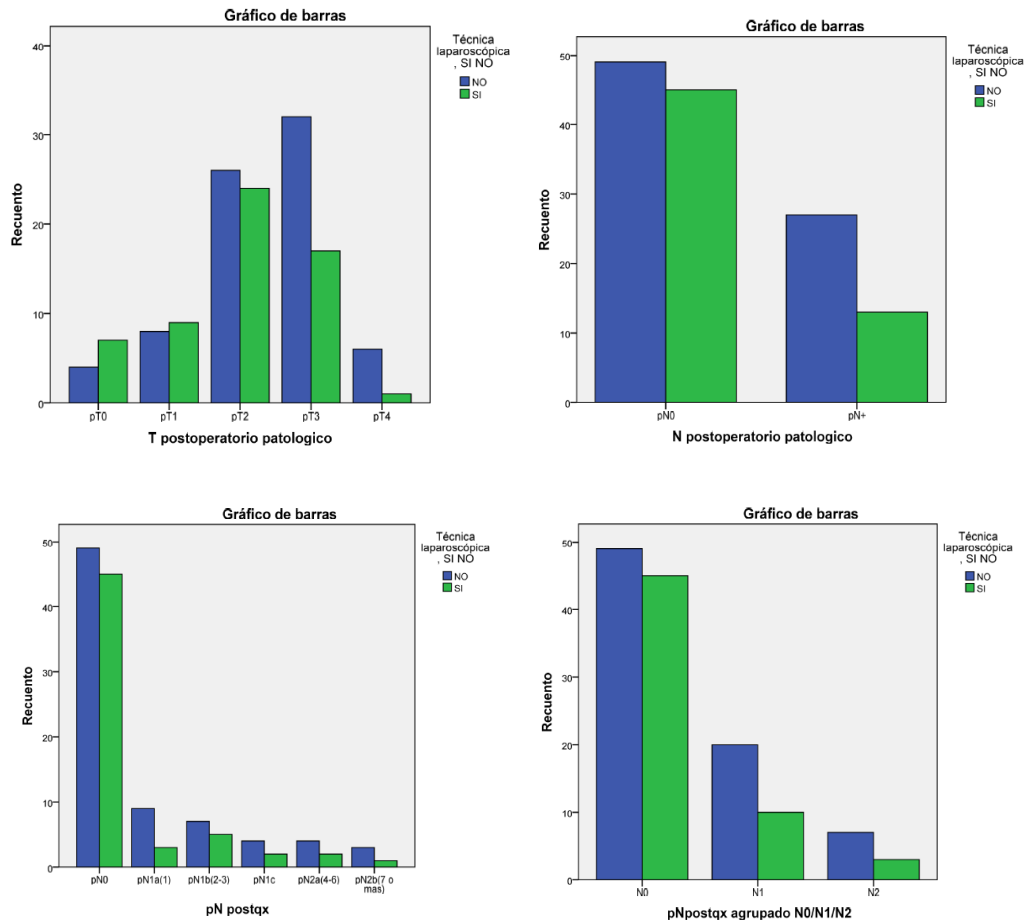 Gráfico de barras
Técnica
laparoscópica
, SI NO
NO
SI
Recuento
40
30
20
10
0
pT0 pT1 pT2 pT3 pT4
T postoperatorio patologico
Gráfico de barras
Técnica
laparoscópica
, SI NO
NO
SI
Recuento
50
40
30
20
10
0
pN0 pN+
N postoperatorio patologico
Gráfico de barras
Técnica
laparoscópica
, SI NO
NO
SI
Recuento
50
40
30
20
10
0
pN0 pN1a(1) pN1b(2-3) pN1c pN2a(4-6) pN2b(7 o
mas)
pN postqx
Gráfico de barras
Técnica
laparoscópica
, SI NO
NO
SI
Recuento
50
40
30
20
10
0
N0 N1 N2
pNpostqx agrupado N0/N1/N2